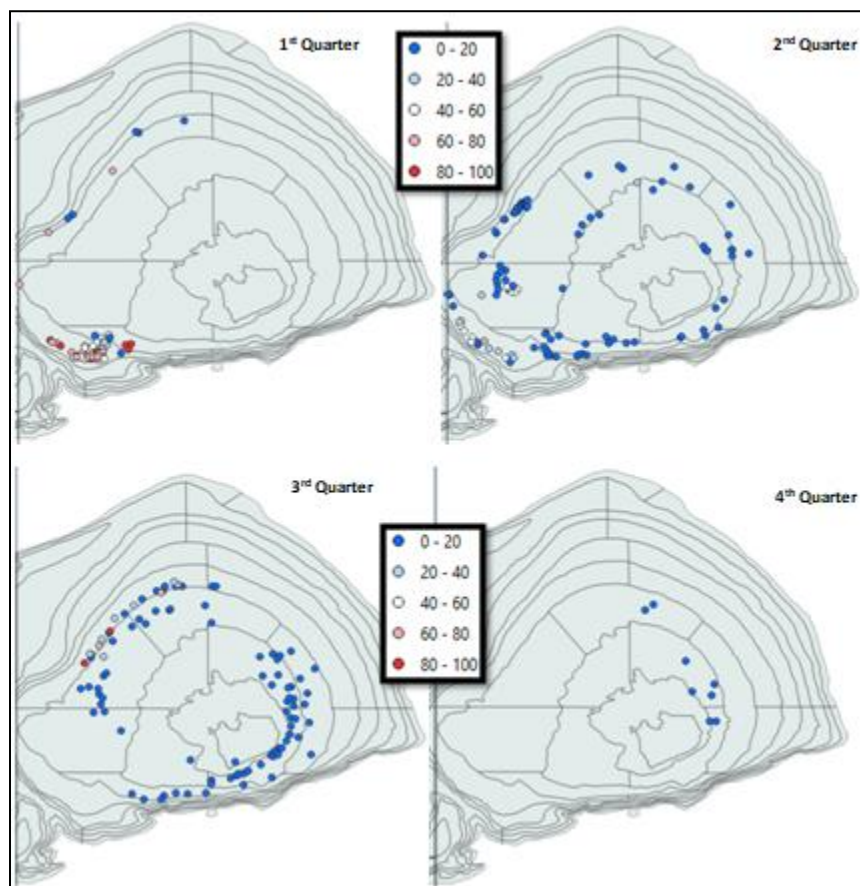 1st Quarter
2nd Quarter
0 - 20
20 - 40
40 - 60
60 - 80
80 - 100
3rd Quarter
4th Quarter
0 - 20
20 - 40
40 - 60
60 - 80
80 - 100